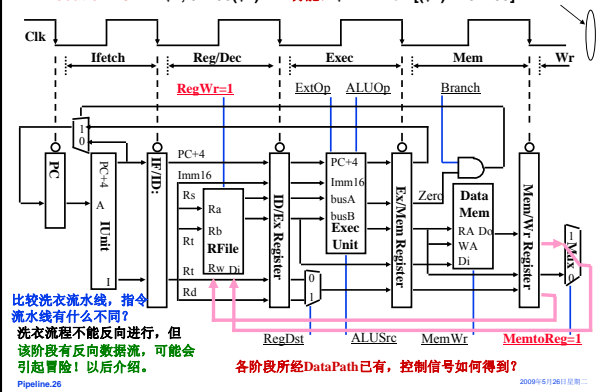 Clk
Ifetch Reg/Dec Exec Mem Wr
RegWr=1 ExtOp ALUOp Branch
1
0
PC
PC+4
A
IUnit
I
IF/ID:
PC+4
Imm16
Rs
Ra
Rb
Rt
RFile
Rw Di
Rt
Rd
ID/Ex Register
PC+4
Imm16
busA
busB
Exec
Unit
0
1
Ex/Mem Register
Zero
Data
Mem
RA Do
WA
Di
Mem/Wr Register
1
Mux
0
RegDst ALUSrc MemWr MemtoReg=1
比较洗衣流水线，指令
流水线有什么不同？
洗衣流程不能反向进行，但
该阶段有反向数据流，可能会
引起冒险！以后介绍。
各阶段所经DataPath已有，控制信号如何得到？
Pipeline.26
2009年5月26日星期二